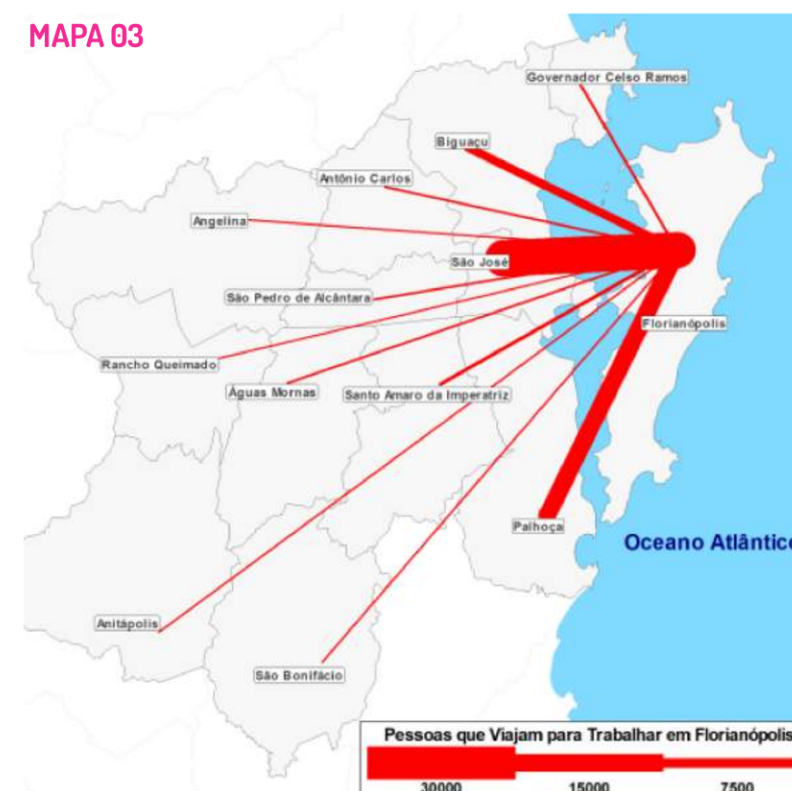 MAPA 03
Governador Celso Ramos
Biguaçu
Antônio Carlos
Angelina
São José
São Pedro de Alcântara
Florianópolis
Rancho Queimado
Águas Mornas
Santo Amaro da Imperatriz
Palhoça
Oceano Atlântico
Anitápolis
São Bonifácio
Pessoas que Viajam para Trabalhar em Florianópolis
30000 15000 7500